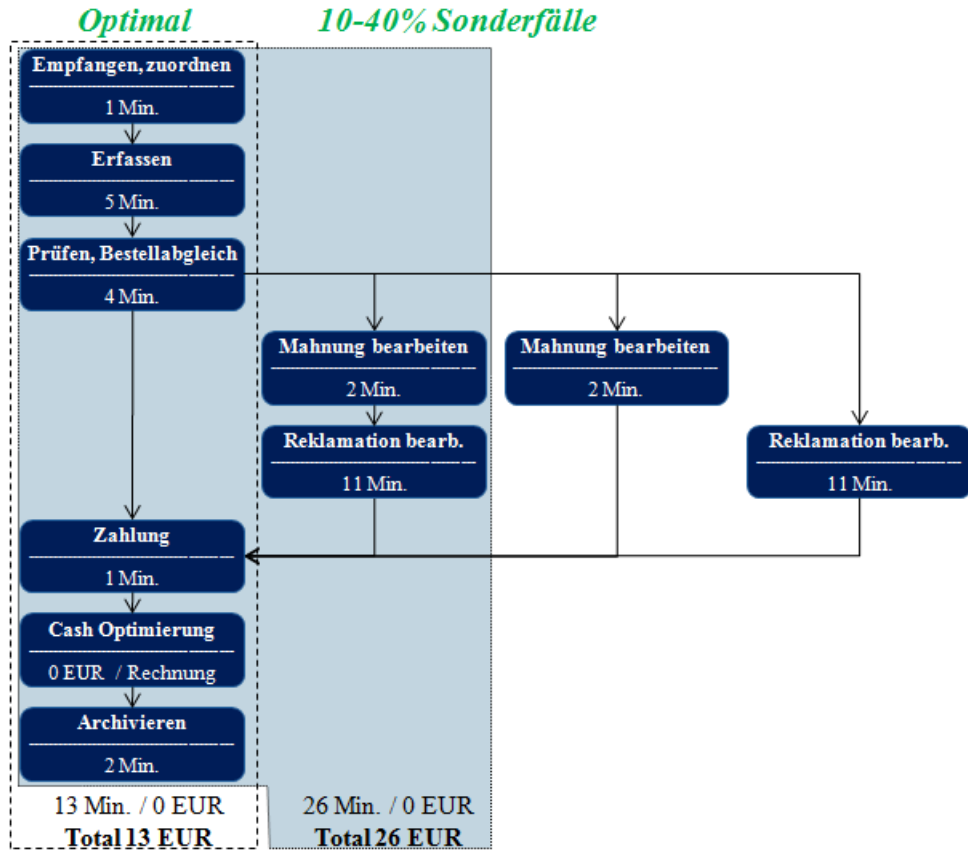 Optimal
10-40% Sonderfälle
Empfangen, zuordnen
1 Min.
Erfassen
5 Min.
Prüfen, Bestellabgleich
4 Min.
Mahnung bearbeiten
2 Min.
Mahnung bearbeiten
2 Min.
Reklamation bearb.
11 Min.
Reklamation bearb.
11 Min.
Zahlung
1 Min.
Cash Optimierung
0 EUR / Rechnung
Archivieren
2 Min.
13 Min. / 0 EUR
Total 13 EUR
26 Min. / 0 EUR
Total 26 EUR